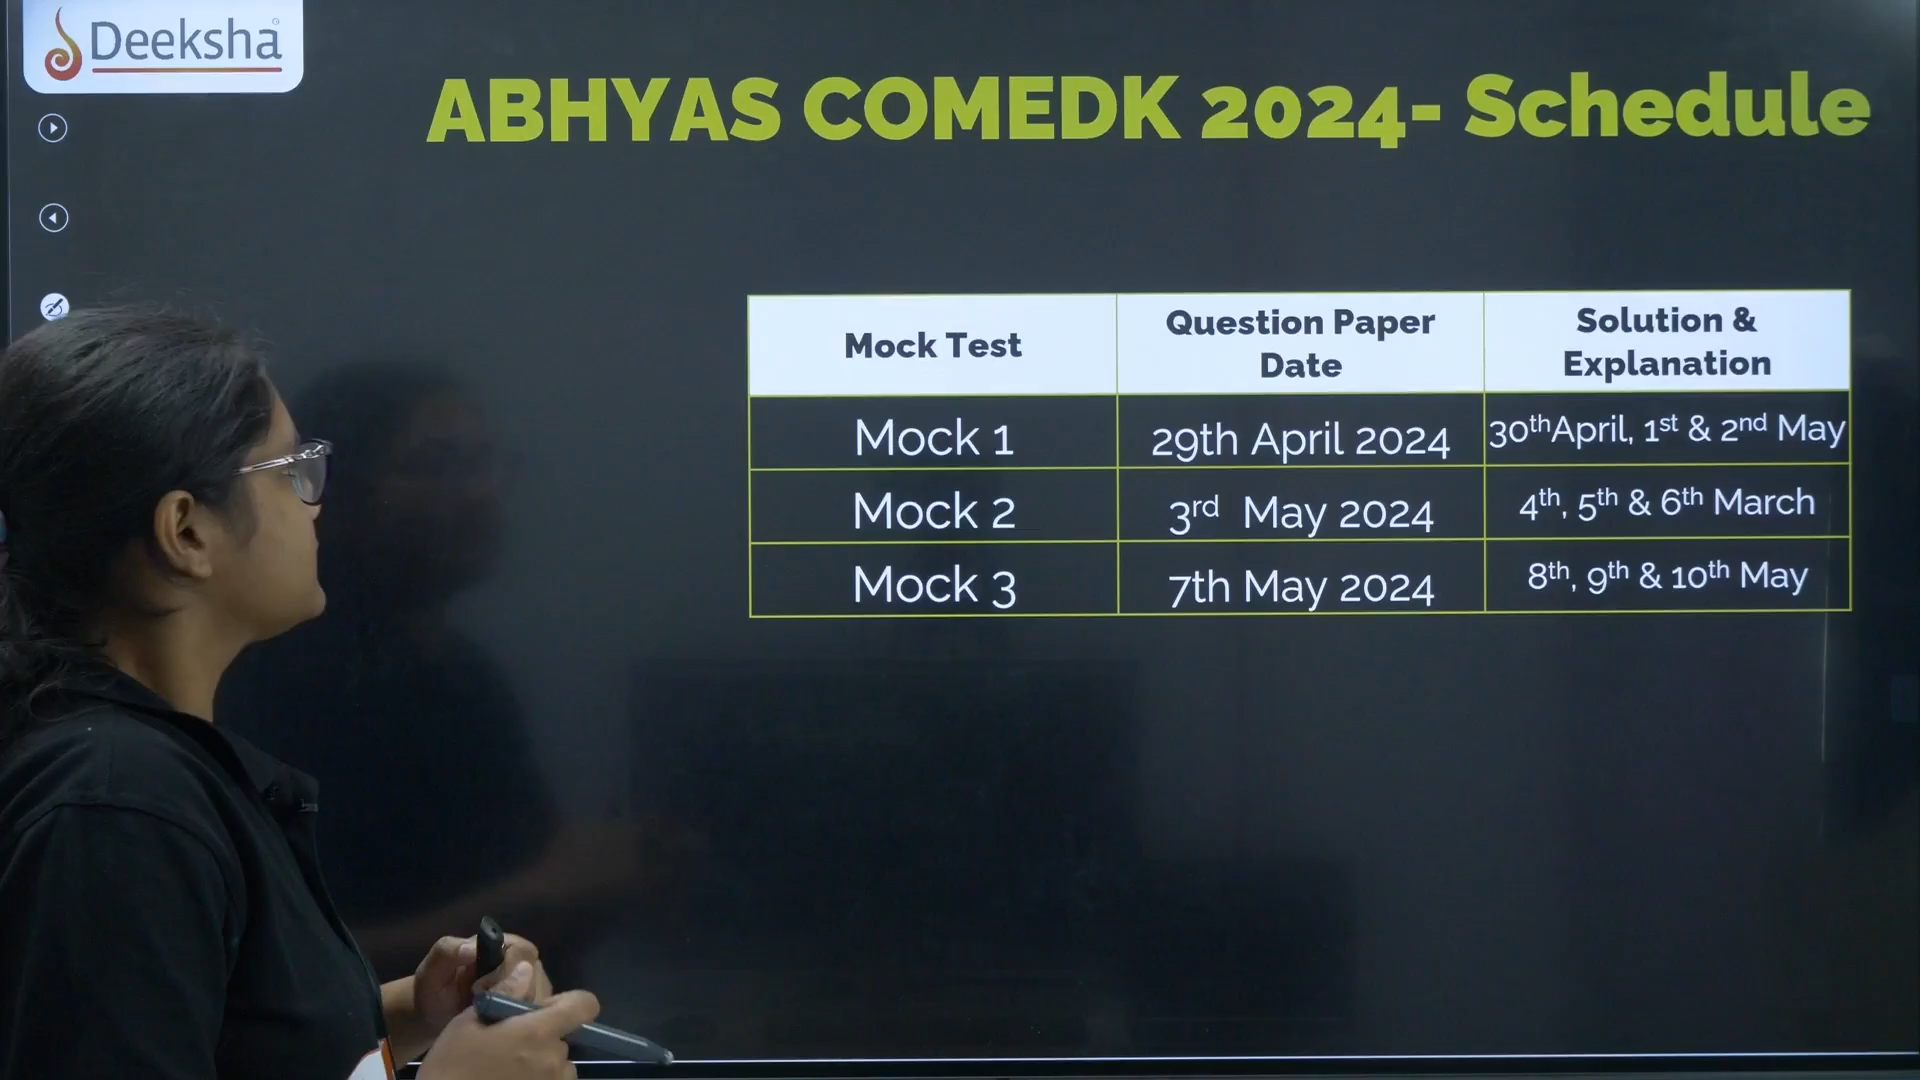 Deeksha
ABHYAS COMEDK 2024- Schedule
Mock Test
Question Paper
Date
Solution &
Explanation
Mock 1
29th April 2024
30thApril, 1st & 2nd May
Mock 2
3rd May 2024
4th, 5th & 6th March
Mock 3
7th May 2024
8th, 9th & 10th May